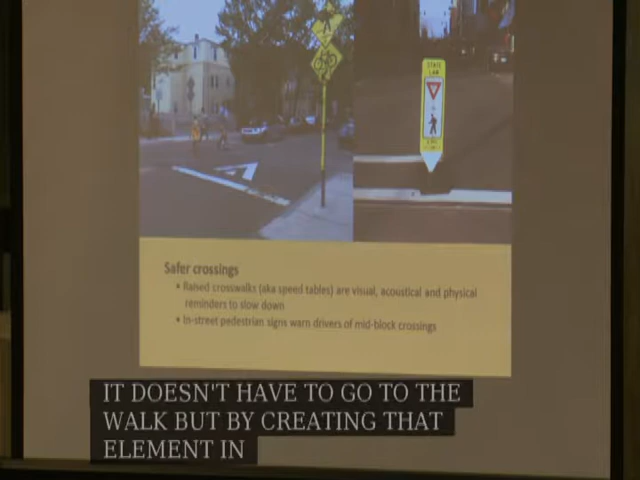 STATE
LAW
Safer crossings
• Raised crosswalks (aka speed tables) are visual, acoustical and physical
reminders to slow down
• In-street pedestrian signs warn drivers of mid-block crossings
IT DOESN'T HAVE TO GO TO THE
WALK BUT BY CREATING THAT
ELEMENT IN